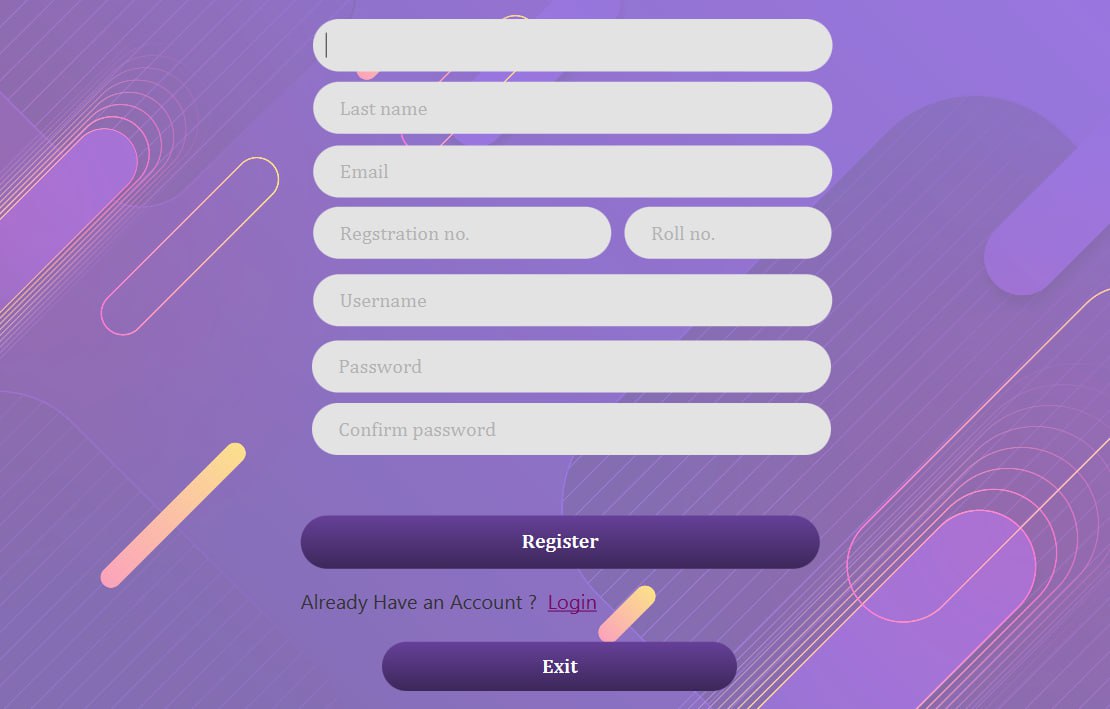 Last name
Email
Regstration no. Roll no.
Username
Password
Confirm password
Register
Already Have an Account ? Login
Exit